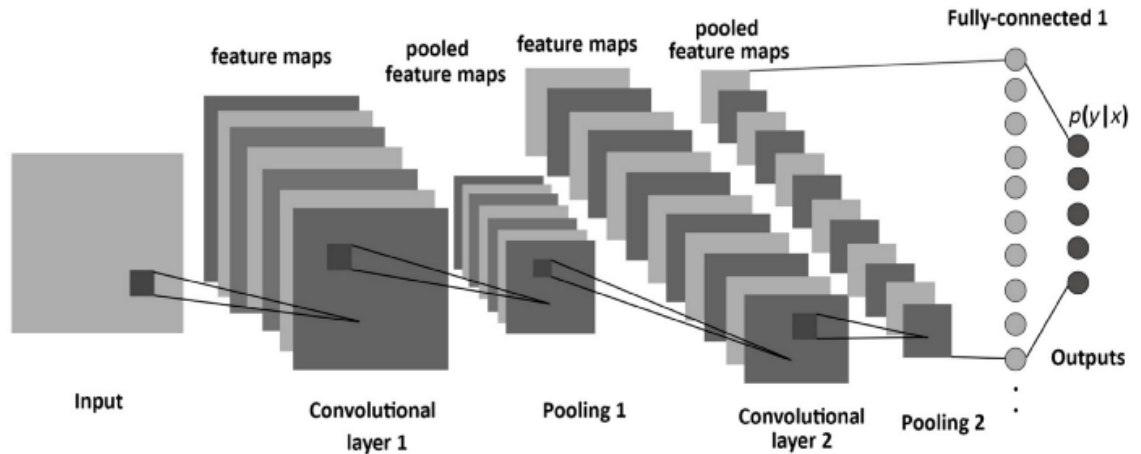 Fully-connected 1
feature maps
pooled
feature maps
feature maps
pooled
feature maps
p(y|x)
Input
Convolutional
layer 1
Pooling 1
Convolutional
layer 2
Pooling 2
Outputs